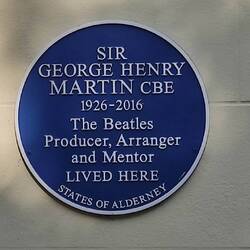 SIR
GEORGE HENRY
MARTIN CBE
1926-2016
The Beatles
Producer, Arranger
and Mentor
LIVED HERE
STATES OF ALDERNEY